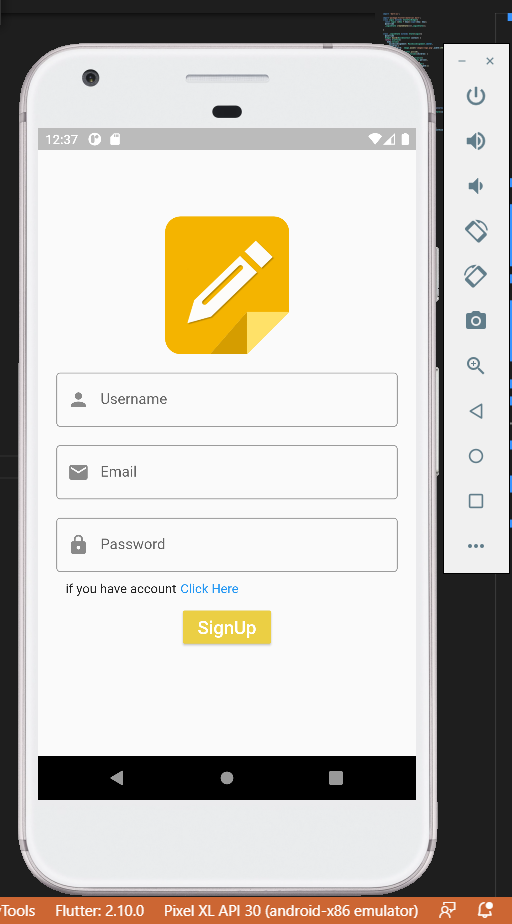 12:37
Username
Email
Password
if you have account Click Here
SignUp
Tools Flutter: 2.10.0 Pixel XL API 30 (android-x86 emulator)